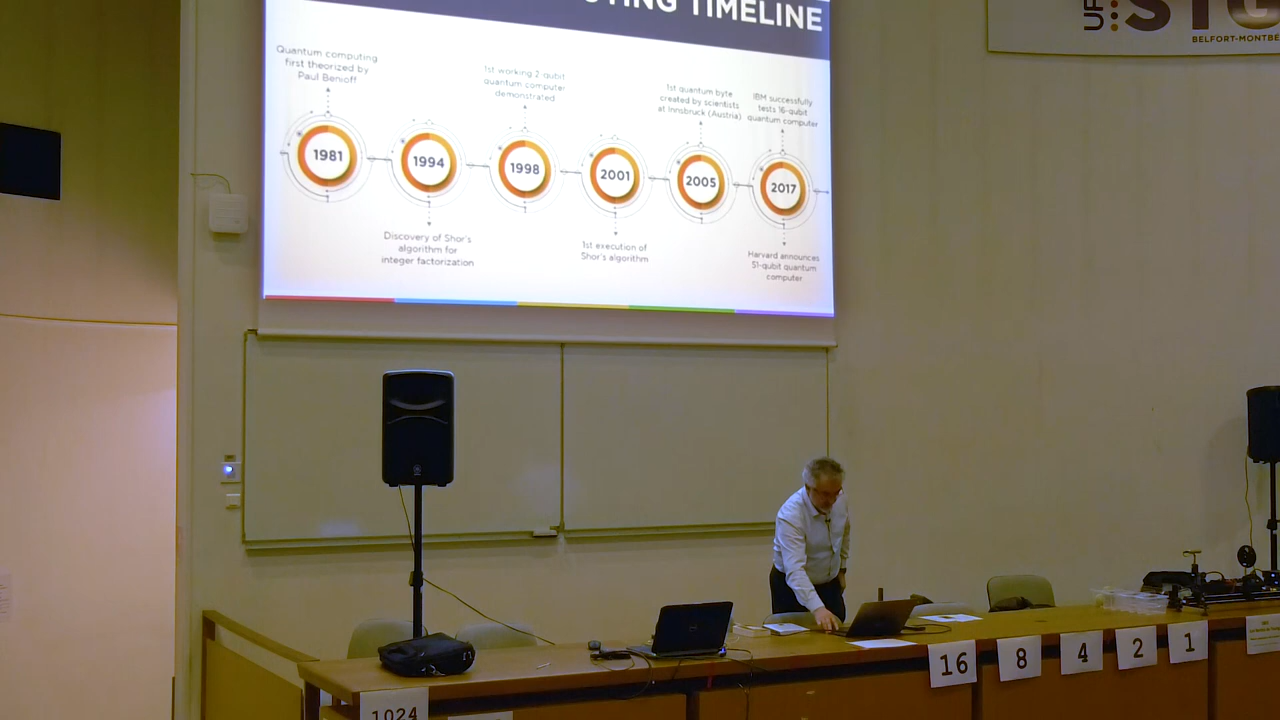 TING TIMELINE
Quantum computing
first theorized by
Paul Benioff
1st working 2-qubit
quantum computer
demonstrated
1st quantum byte
created by scientists
at Innsbruck (Austria)
IBM successfully
tests 16-qubit
quantum computer
1981
1994
1998
2001
2005
2017
Discovery of Shor's
algorithm for
integer factorization
1st execution of
Shor's algorithm
Harvard announces
51-qubit quantum
computer
STG
BELFORT-MONTBE
1024
16
8
4
2
1